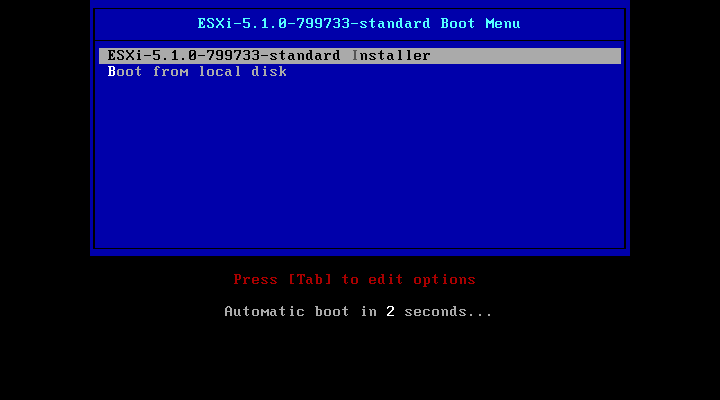 ESXi-5.1.0-799733-standard Boot Menu
ESXi-5.1.0-799733-standard Installer
Boot from local disk
Press [Tab] to edit options
Automatic boot in 2 seconds...